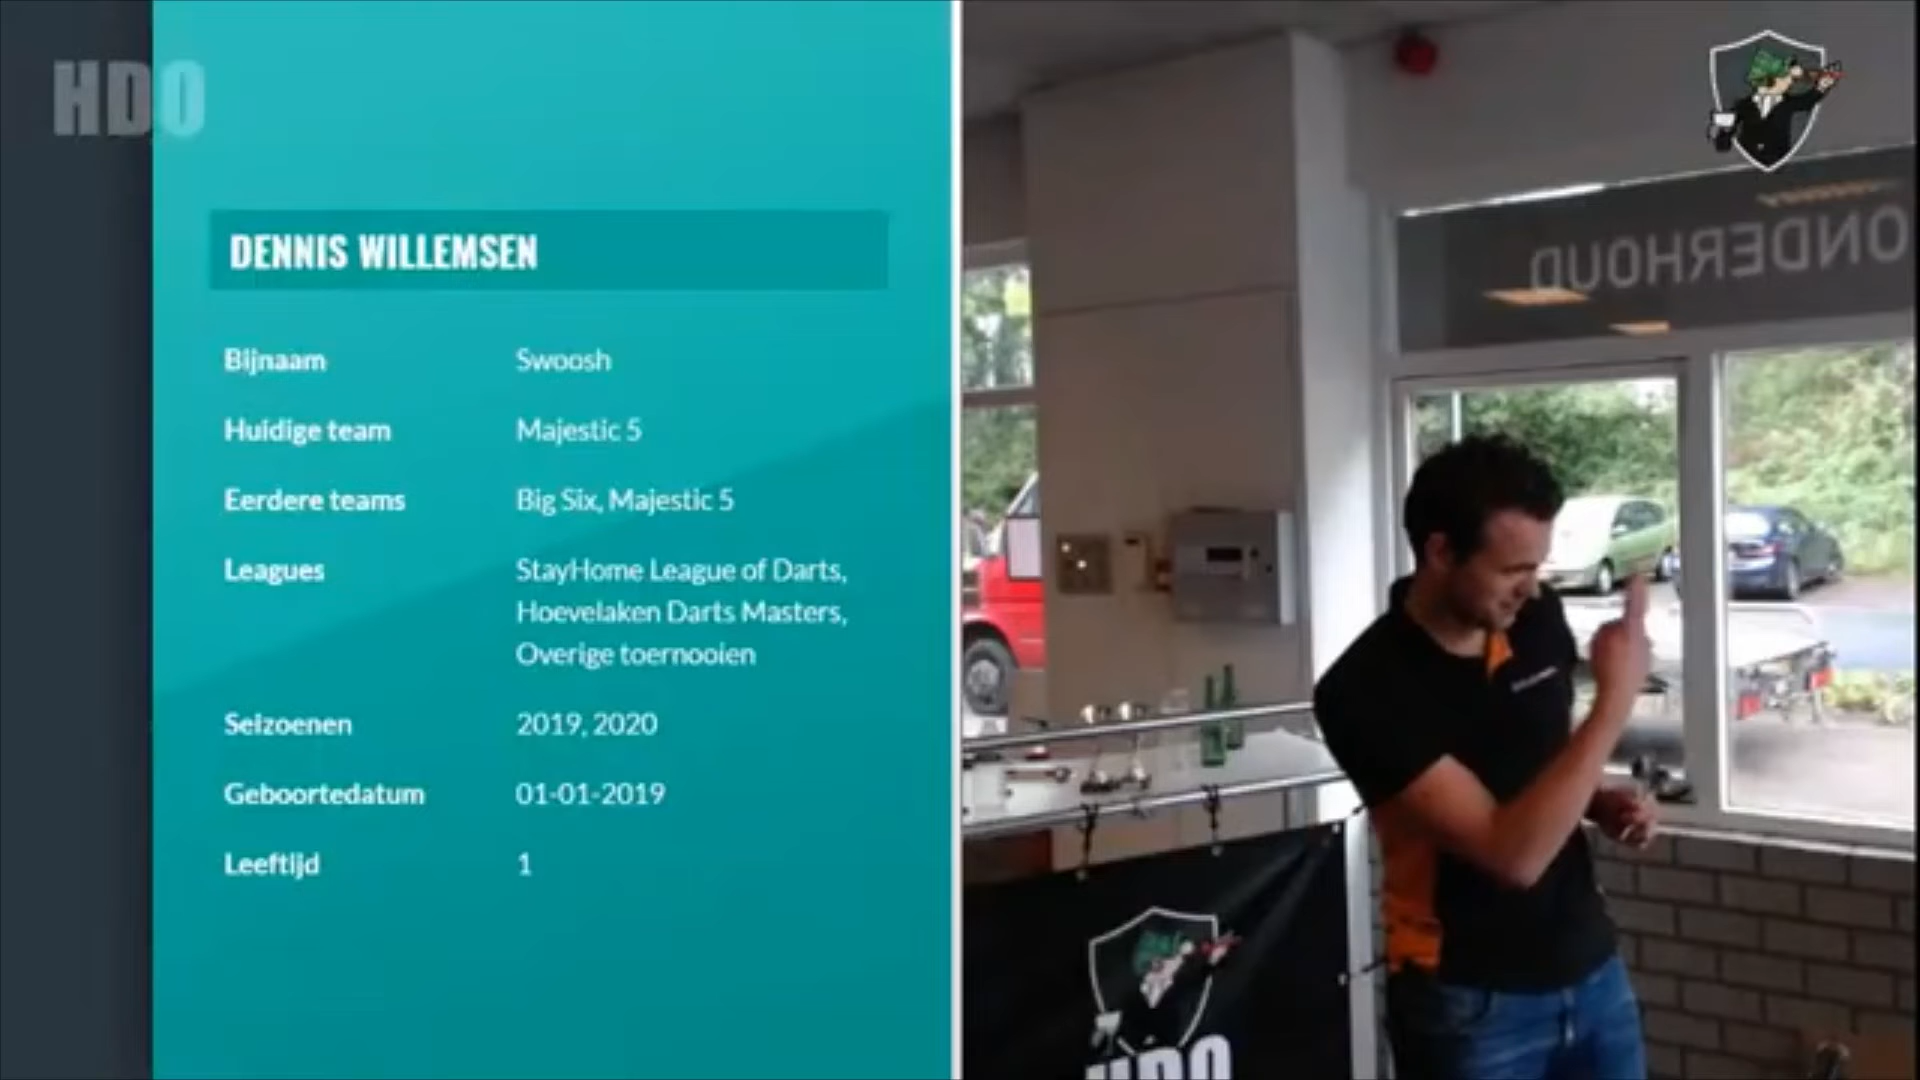 HDO
DENNIS WILLEMSEN
Bijnaam Swoosh
Huidige team Majestic 5
Eerdere teams Big Six, Majestic 5
Leagues StayHome League of Darts,
Hoevelaken Darts Masters,
Overige toernooien
Seizoenen 2019, 2020
Geboortedatum 01-01-2019
Leeftijd 1
ONDERHOUD
HDO